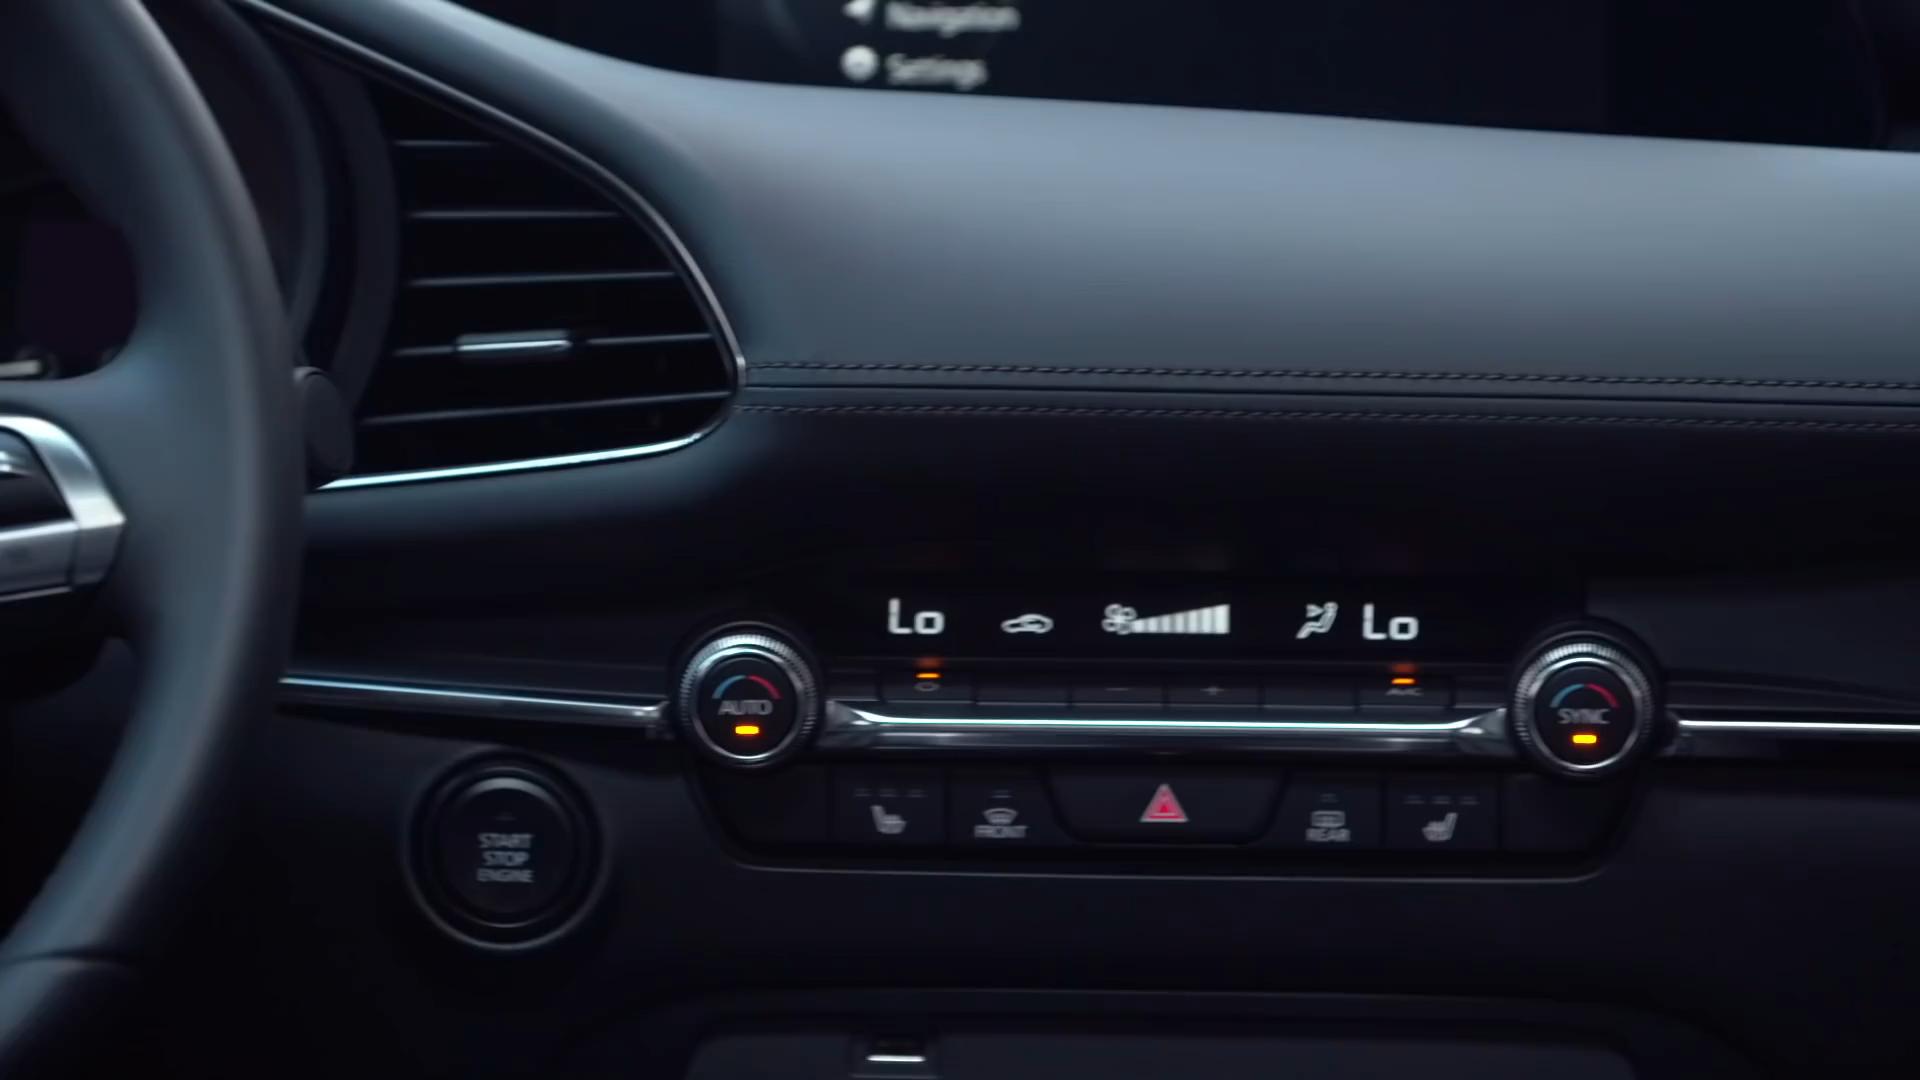 Navigation
Settings
Lo Lo
A/C
AUTO
SYNC
FRONT
REAR
START
STOP
ENGINE